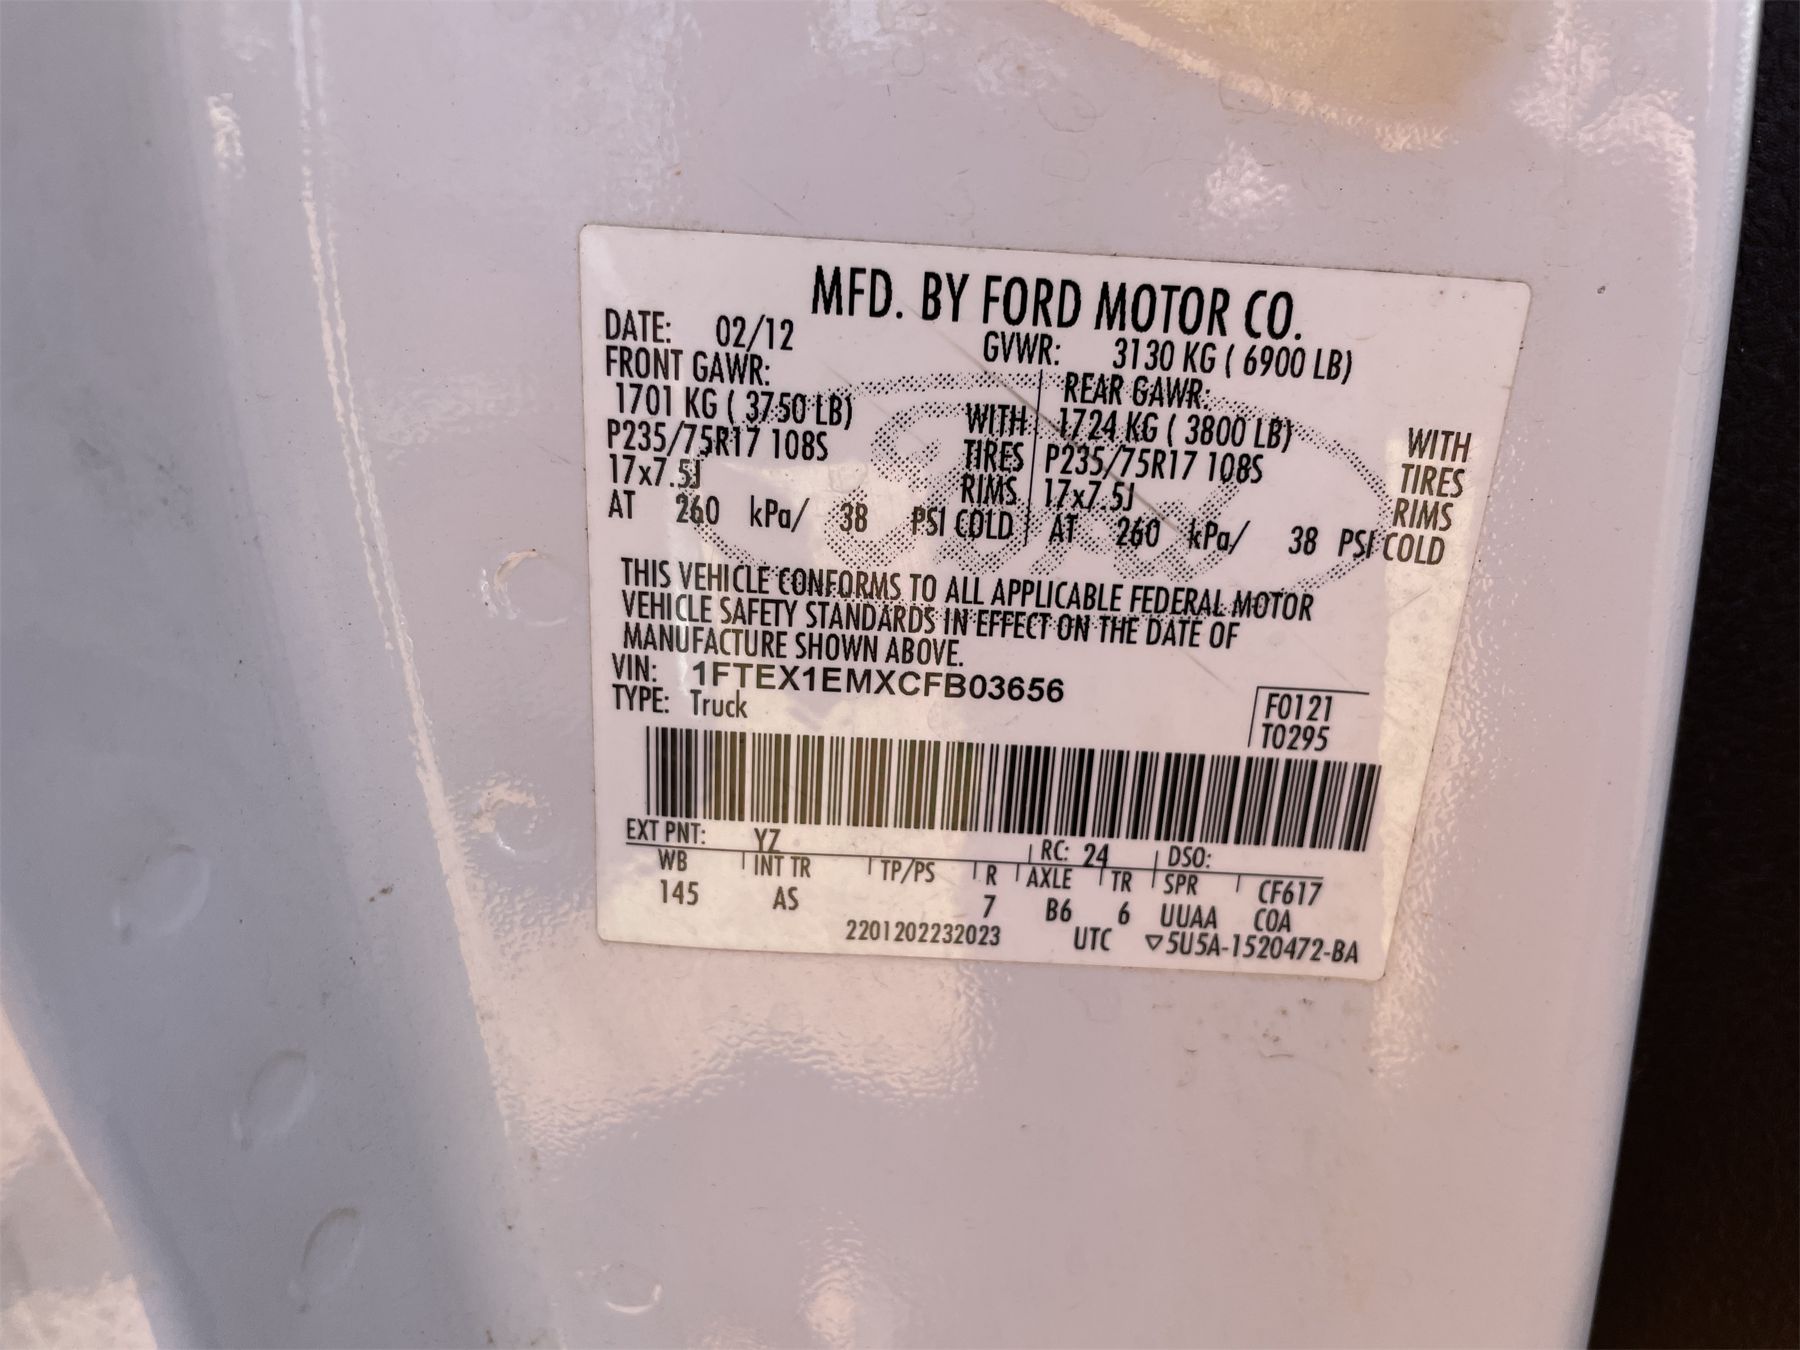 MFD. BY FORD MOTOR CO.
DATE: 02/12 GVWR: 3130 KG ( 6900 LB)
FRONT GAWR: REAR GAWR:
1701 KG ( 3750 LB) WITH 1724 KG ( 3800 LB) WITH
P235/75R17 108S TIRES P235/75R17 108S TIRES
17x7.5J RIMS 17x7.5J RIMS
AT 260 kPa/ 38 PSI COLD AT 260 kPa/ 38 PSI COLD
THIS VEHICLE CONFORMS TO ALL APPLICABLE FEDERAL MOTOR
VEHICLE SAFETY STANDARDS IN EFFECT ON THE DATE OF
MANUFACTURE SHOWN ABOVE.
VIN: 1FTEX1EMXCFB03656
TYPE: Truck F0121
T0295
EXT PNT: YZ RC: 24 DSO:
WB INT TR TP/PS R AXLE TR SPR CF617
145 AS 7 B6 6 UUAA COA
2201202232023 UTC ▽5U5A-1520472-BA
Ford